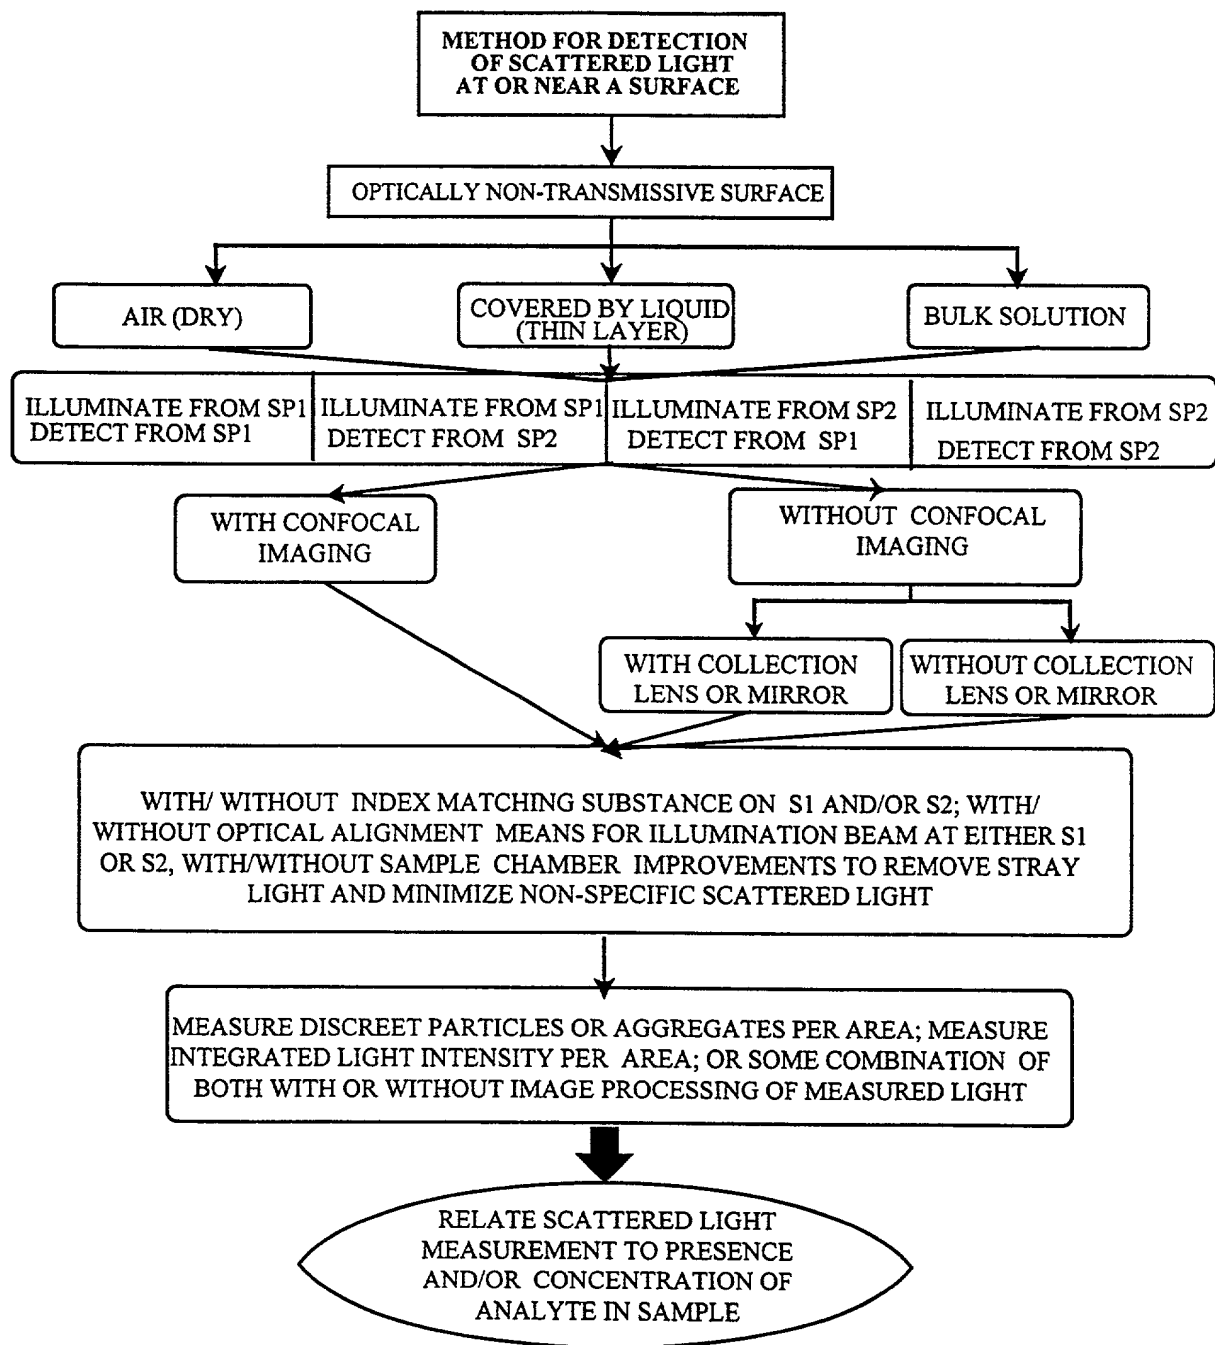 METHOD FOR DETECTION
OF SCATTERED LIGHT
AT OR NEAR A SURFACE
OPTICALLY NON-TRANSMISSIVE SURFACE
AIR (DRY)
COVERED BY LIQUID
(THIN LAYER)
BULK SOLUTION
ILLUMINATE FROM SP1
DETECT FROM SP1
ILLUMINATE FROM SP1
DETECT FROM SP2
ILLUMINATE FROM SP2
DETECT FROM SP1
ILLUMINATE FROM SP2
DETECT FROM SP2
WITH CONFOCAL
IMAGING
WITHOUT CONFOCAL
IMAGING
WITH COLLECTION
LENS OR MIRROR
WITHOUT COLLECTION
LENS OR MIRROR
WITH/ WITHOUT INDEX MATCHING SUBSTANCE ON S1 AND/OR S2; WITH/
WITHOUT OPTICAL ALIGNMENT MEANS FOR ILLUMINATION BEAM AT EITHER S1
OR S2, WITH/WITHOUT SAMPLE CHAMBER IMPROVEMENTS TO REMOVE STRAY
LIGHT AND MINIMIZE NON-SPECIFIC SCATTERED LIGHT
MEASURE DISCREET PARTICLES OR AGGREGATES PER AREA; MEASURE
INTEGRATED LIGHT INTENSITY PER AREA; OR SOME COMBINATION OF
BOTH WITH OR WITHOUT IMAGE PROCESSING OF MEASURED LIGHT
RELATE SCATTERED LIGHT
MEASUREMENT TO PRESENCE
AND/OR CONCENTRATION OF
ANALYTE IN SAMPLE